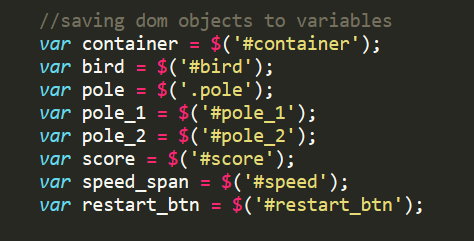 //saving dom objects to variables
var container = $('#container');
var bird = $('#bird');
var pole = $('.pole');
var pole_1 = $('#pole_1');
var pole_2 = $('#pole_2');
var score = $('#score');
var speed_span = $('#speed');
var restart_btn = $('#restart_btn');